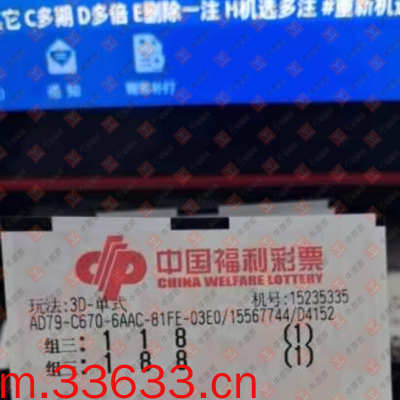 它 C多期 D多倍 E删除一注 H机选多注 #重新机选
通知
中国福利彩票
CHINA WELFARE LOTTERY
玩法:3D-单式 机号:15235335
AD79-C670-6AAC-81FE-03E0/15567744/D4152
组三: 1 1 8 (1)
组三: 1 8 8 (1)
m.33633.cn